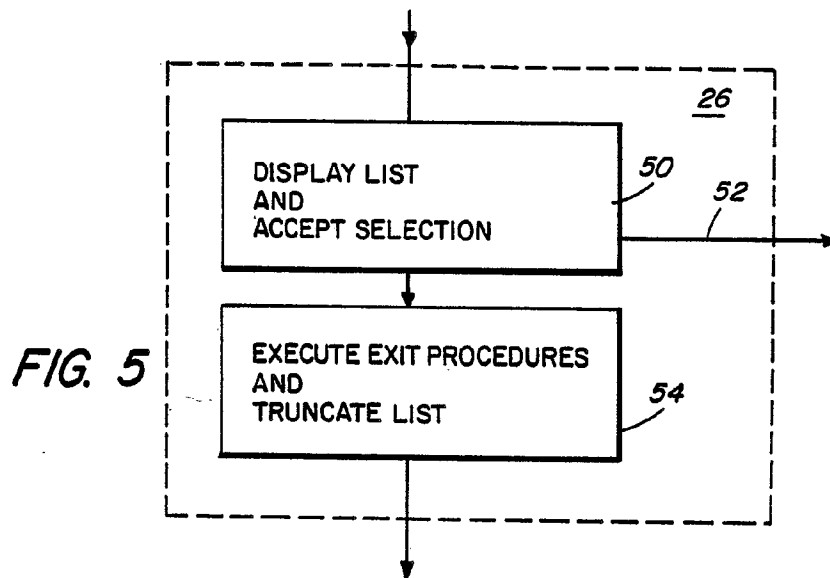 26
DISPLAY LIST
AND
ACCEPT SELECTION
50
52
EXECUTE EXIT PROCEDURES
AND
TRUNCATE LIST
54
FIG. 5